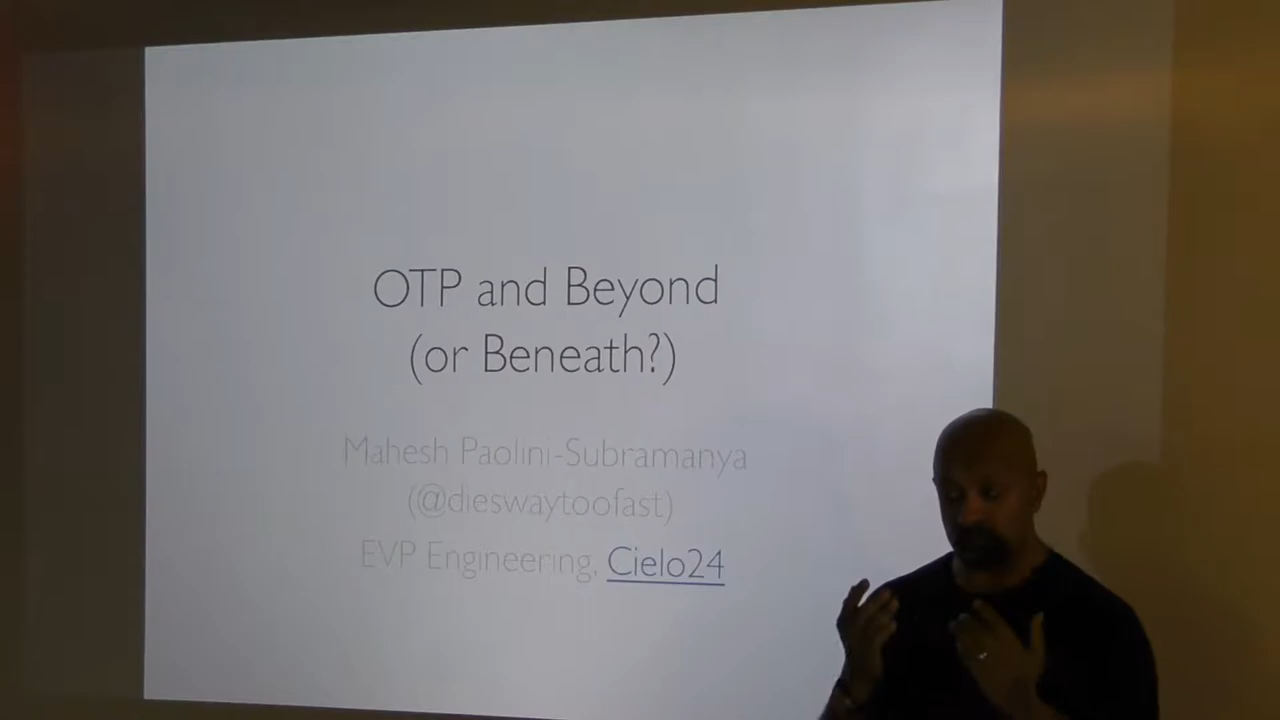 OTP and Beyond
(or Beneath?)
Mahesh Paolini-Subramanya
(@dieswaytoofast)
EVP Engineering, Cielo24